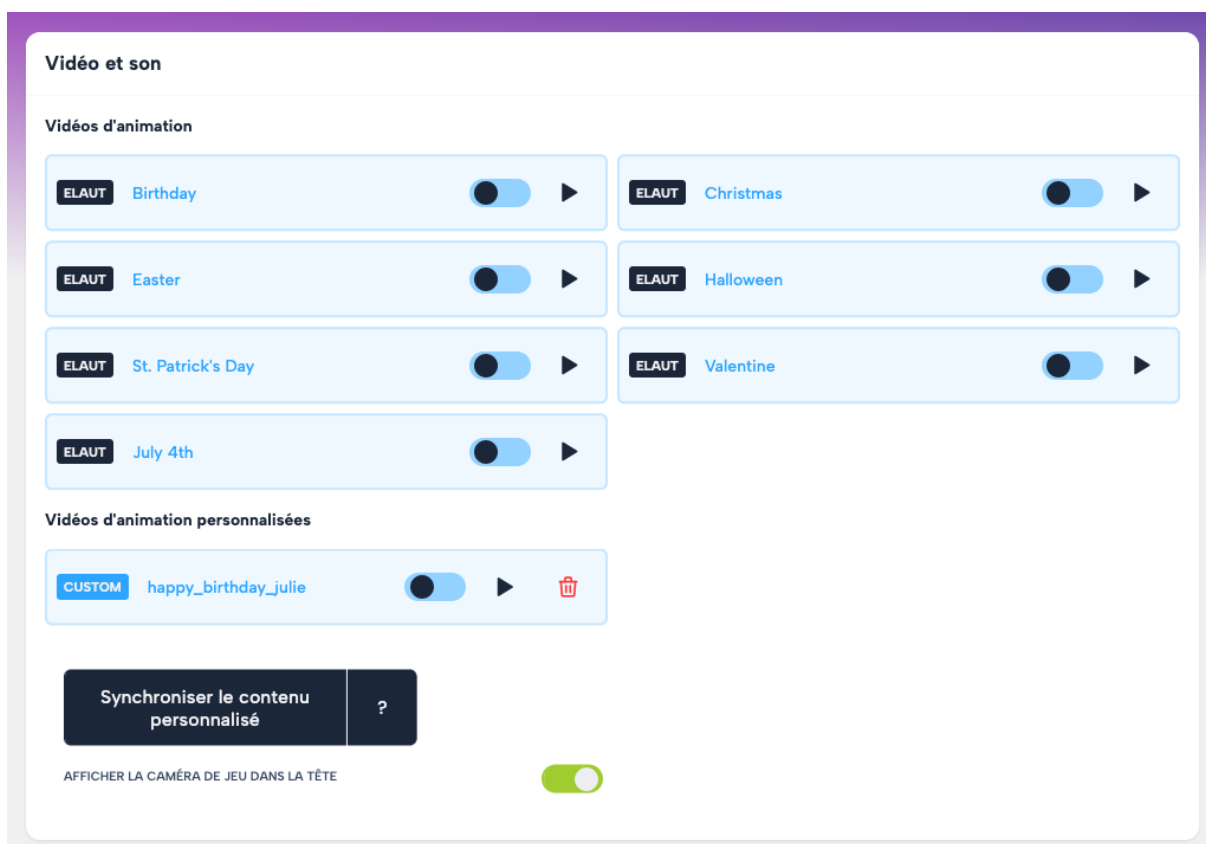 Vidéo et son
Vidéos d'animation
ELAUT Birthday
ELAUT Christmas
ELAUT Easter
ELAUT Halloween
ELAUT St. Patrick's Day
ELAUT Valentine
ELAUT July 4th
Vidéos d'animation personnalisées
CUSTOM happy_birthday_julie
Synchroniser le contenu
personnalisé
?
AFFICHER LA CAMÉRA DE JEU DANS LA TÊTE